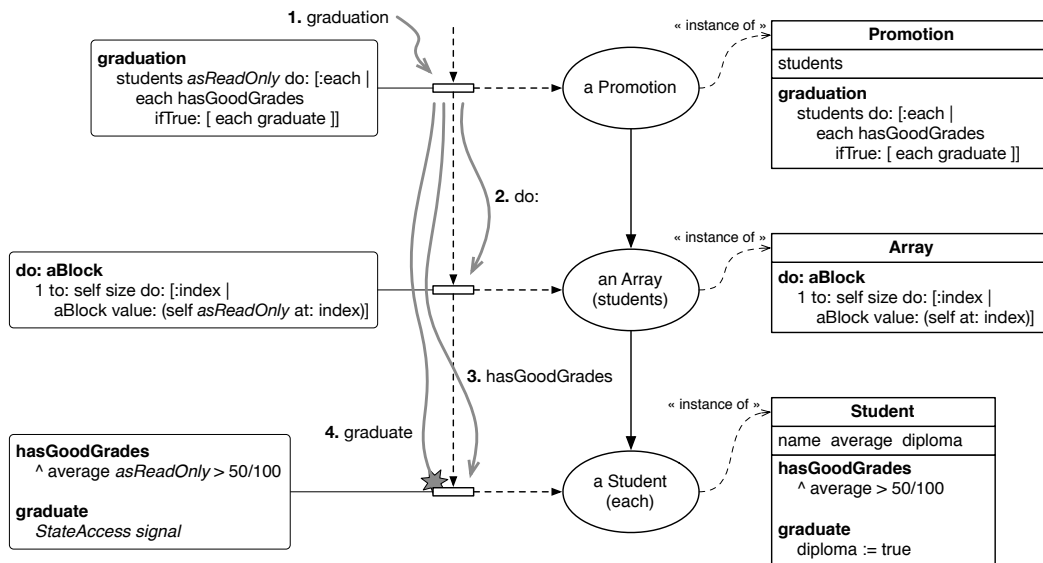 1. graduation
graduation
students asReadOnly do: [:each |
each hasGoodGrades
ifTrue: [ each graduate ]]
a Promotion
« instance of »
Promotion
students
graduation
students do: [:each |
each hasGoodGrades
ifTrue: [ each graduate ]]
2. do:
do: aBlock
1 to: self size do: [:index |
aBlock value: (self asReadOnly at: index)]
an Array
(students)
« instance of »
Array
do: aBlock
1 to: self size do: [:index |
aBlock value: (self at: index)]
3. hasGoodGrades
4. graduate
hasGoodGrades
^ average asReadOnly > 50/100
graduate
StateAccess signal
a Student
(each)
« instance of »
Student
name average diploma
hasGoodGrades
^ average > 50/100
graduate
diploma := true